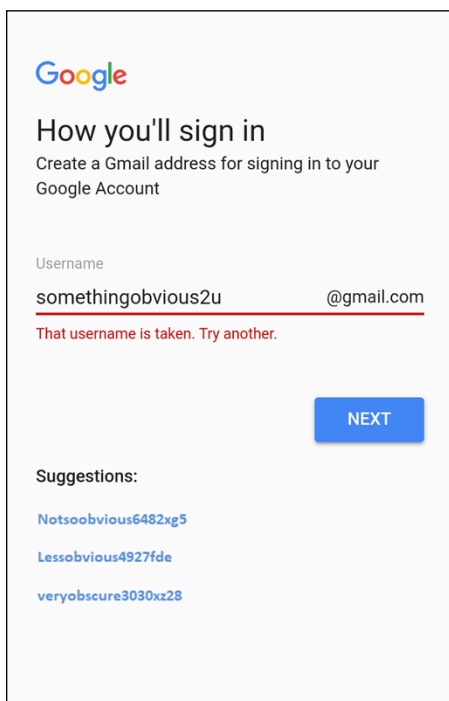 Google
How you'll sign in
Create a Gmail address for signing in to your
Google Account
Username
somethingobvious2u @gmail.com
That username is taken. Try another.
NEXT
Suggestions:
Notsoobvious6482xg5
Lessobvious4927fde
veryobscure3030xz28